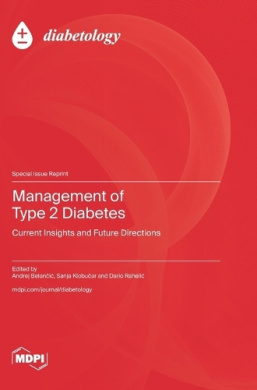 diabetology
Special Issue Reprint
Management of
Type 2 Diabetes
Current Insights and Future Directions
Edited by
Andrej Belančić, Sanja Klobučar and Dario Rahelić
mdpi.com/journal/diabetology
MDPI